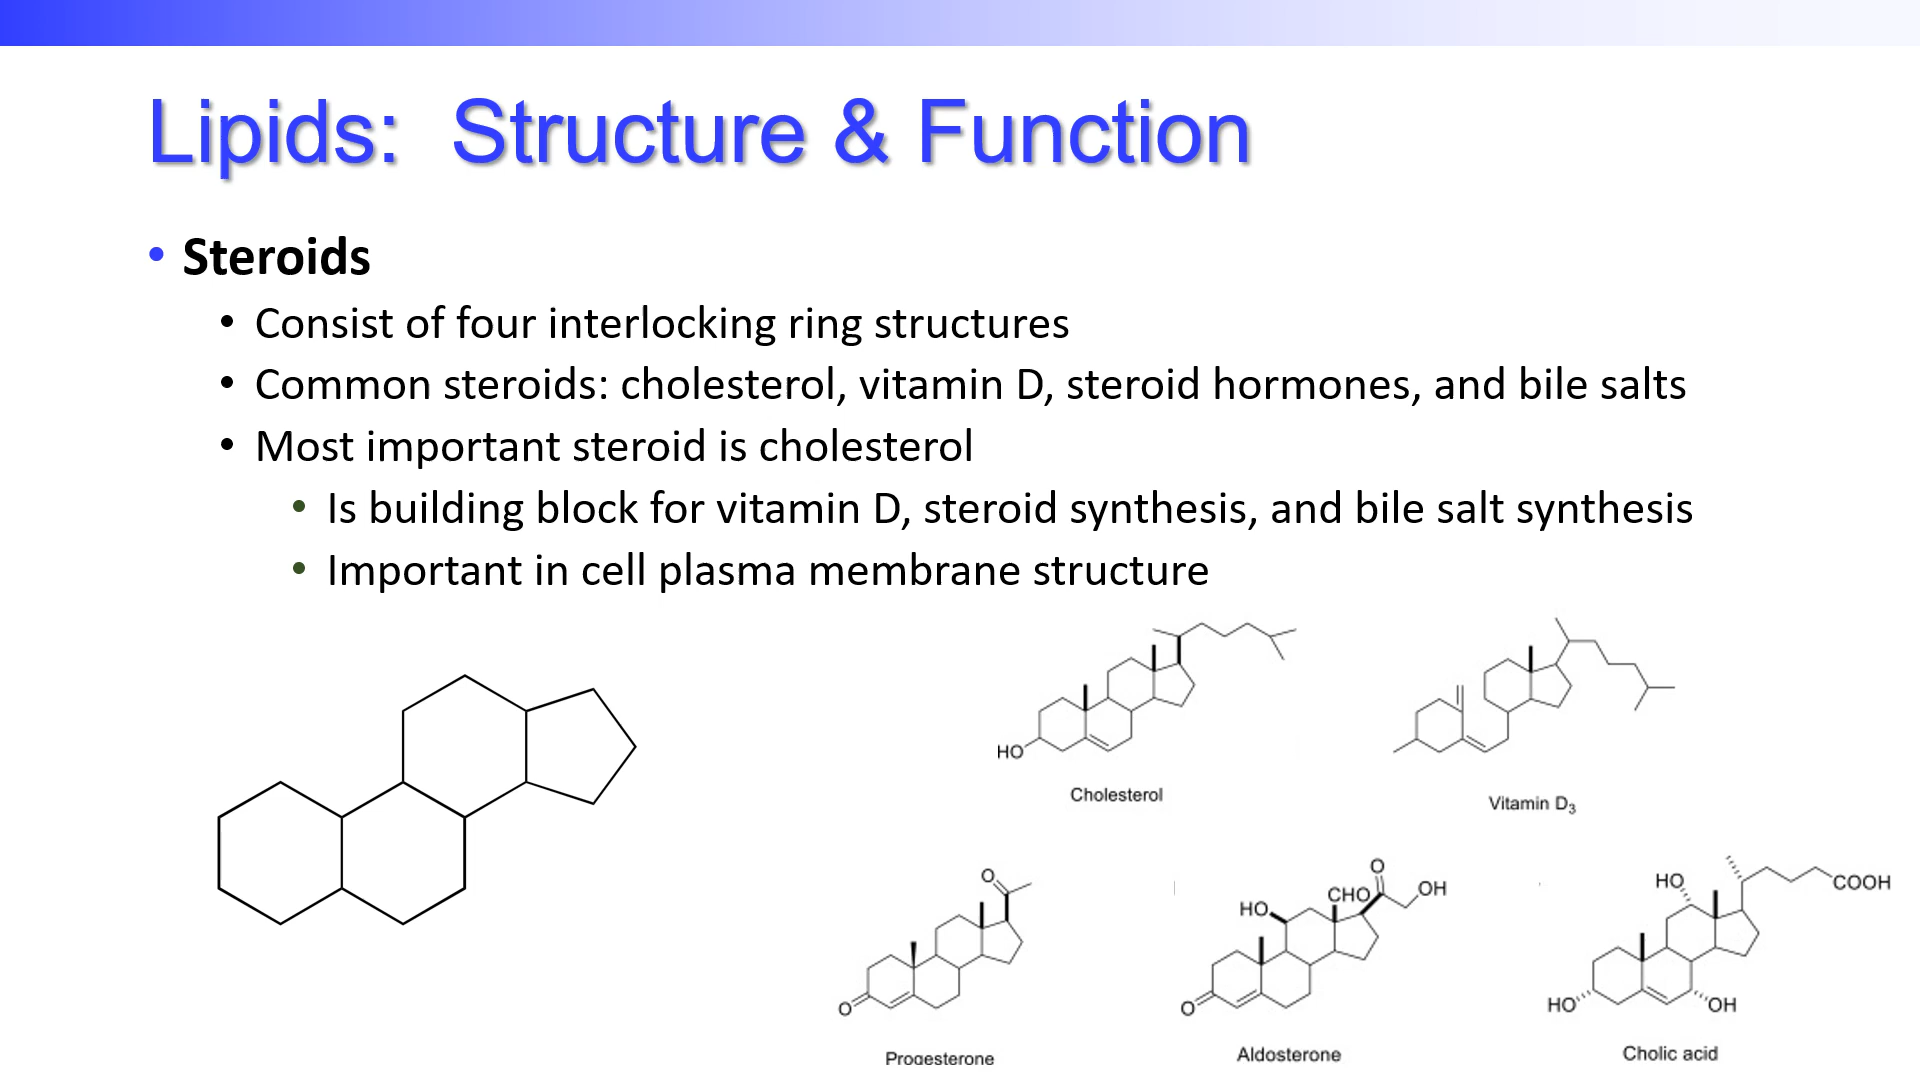 Lipids: Structure & Function
• Steroids
• Consist of four interlocking ring structures
• Common steroids: cholesterol, vitamin D, steroid hormones, and bile salts
• Most important steroid is cholesterol
• Is building block for vitamin D, steroid synthesis, and bile salt synthesis
• Important in cell plasma membrane structure
HO
Cholesterol
Vitamin D₃
O
O
Progesterone
O
CHO
OH
HO
O
Aldosterone
HO
COOH
HO
OH
Cholic acid